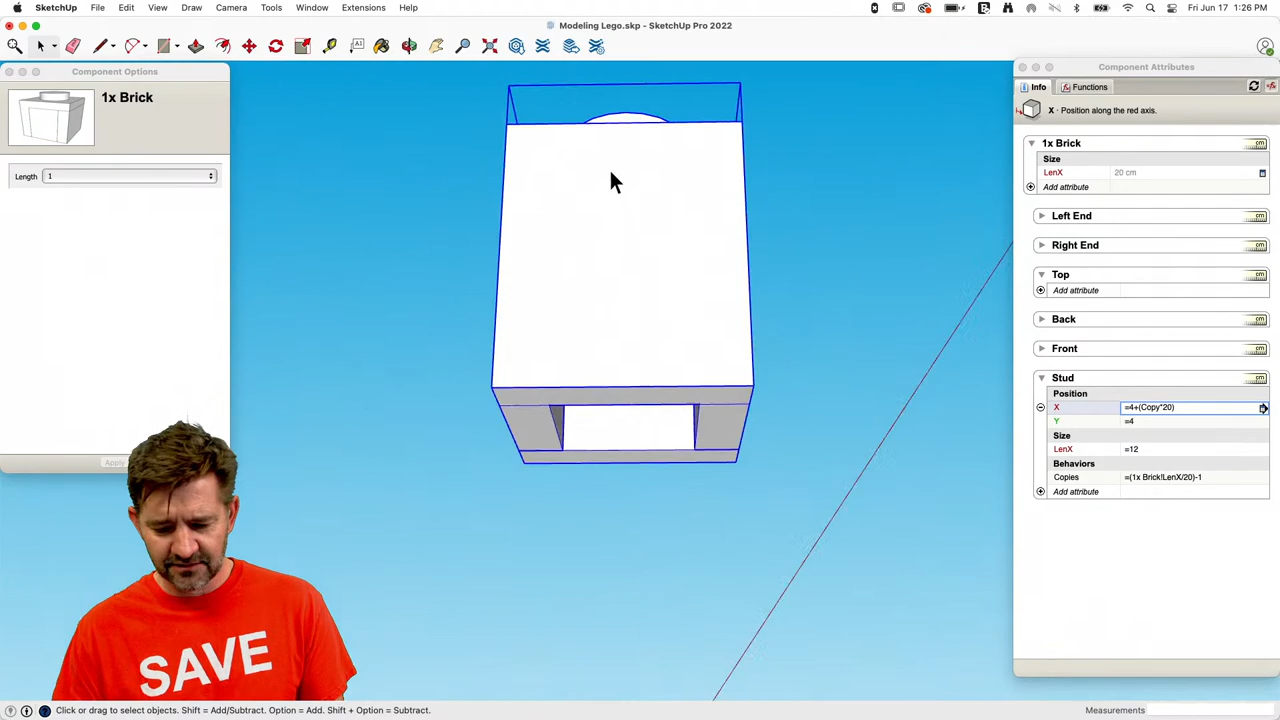 SketchUp File Edit View Draw Camera Tools Window Extensions Help Fri Jun 17 1:26 PM
Modeling Lego.skp - SketchUp Pro 2022
Component Options
1x Brick
Length 1
Apply
SAVE
Component Attributes
Info Functions
X - Position along the red axis.
1x Brick cm
Size
LenX 20 cm
Add attribute
Left End cm
Right End cm
Top cm
Add attribute
Back cm
Front cm
Stud cm
Position
X =4+(Copy*20)
Y =4
Size
LenX =12
Behaviors
Copies =(1x Brick!LenX/20)-1
Add attribute
Click or drag to select objects. Shift = Add/Subtract. Option = Add. Shift + Option = Subtract. Measurements